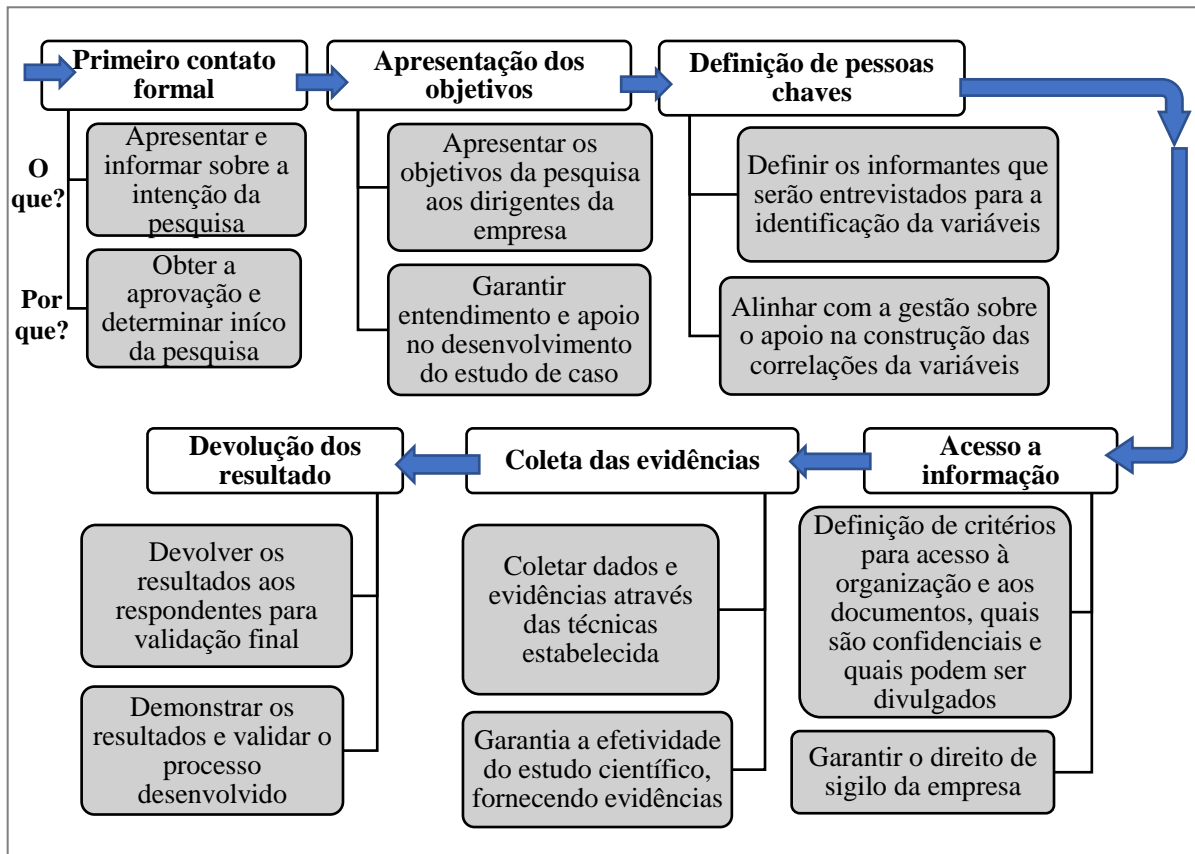 Primeiro contato
formal
Apresentação dos
objetivos
Definição de pessoas
chaves
O
que?
Apresentar e
informar sobre a
intenção da
pesquisa
Apresentar os
objetivos da pesquisa
aos dirigentes da
empresa
Definir os informantes que
serão entrevistados para a
identificação da variáveis
Por
que?
Obter a
aprovação e
determinar iníco
da pesquisa
Garantir
entendimento e apoio
no desenvolvimento
do estudo de caso
Alinhar com a gestão sobre
o apoio na construção das
correlações da variáveis
Devolução dos
resultado
Coleta das evidências
Acesso a
informação
Devolver os
resultados aos
respondentes para
validação final
Coletar dados e
evidências através
das técnicas
estabelecida
Definição de critérios
para acesso à
organização e aos
documentos, quais
são confidenciais e
quais podem ser
divulgados
Demonstrar os
resultados e validar o
processo
desenvolvido
Garantia a efetividade
do estudo científico,
fornecendo evidências
Garantir o direito de
sigilo da empresa